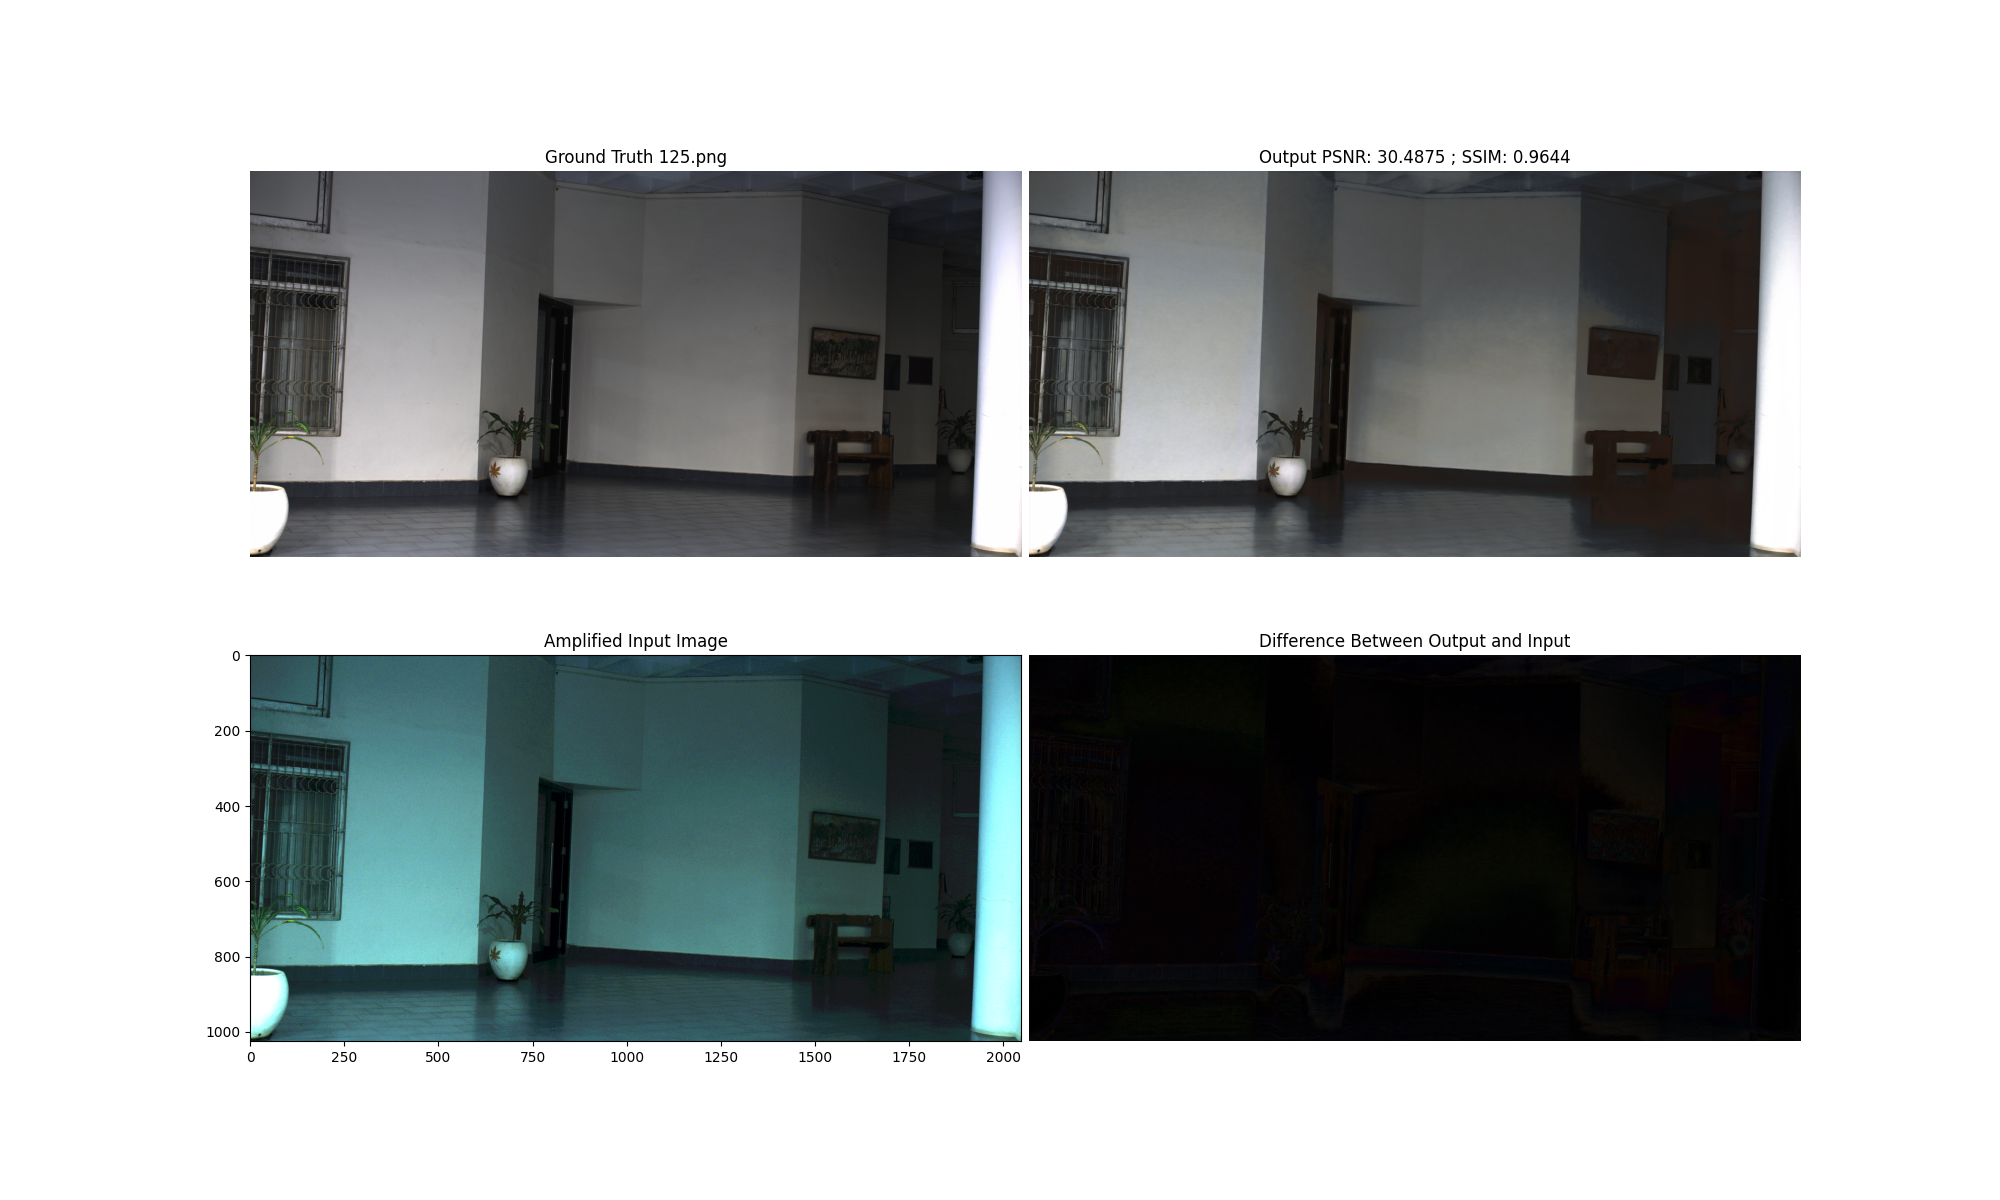 Ground Truth 125.png
Output PSNR: 30.4875 ; SSIM: 0.9644
Amplified Input Image
Difference Between Output and Input
0
200
400
600
800
1000
0 250 500 750 1000 1250 1500 1750 2000